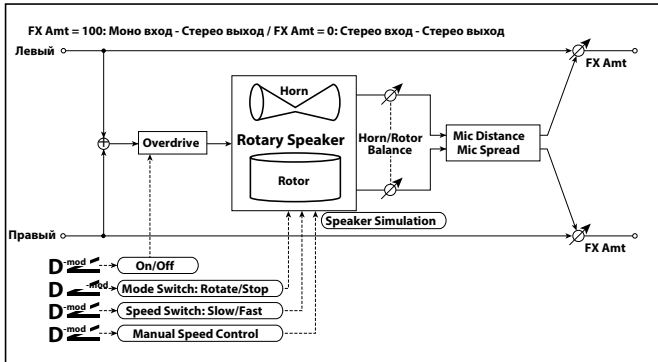 FX Amt = 100: Моно вход - Стерео выход / FX Amt = 0: Стерео вход - Стерео выход
Левый
FX Amt
Horn
Rotary Speaker
Rotor
Overdrive
Horn/Rotor
Balance
Mic Distance
Mic Spread
Speaker Simulation
Правый
FX Amt
D-mod On/Off
D-mod Mode Switch: Rotate/Stop
D-mod Speed Switch: Slow/Fast
D-mod Manual Speed Control